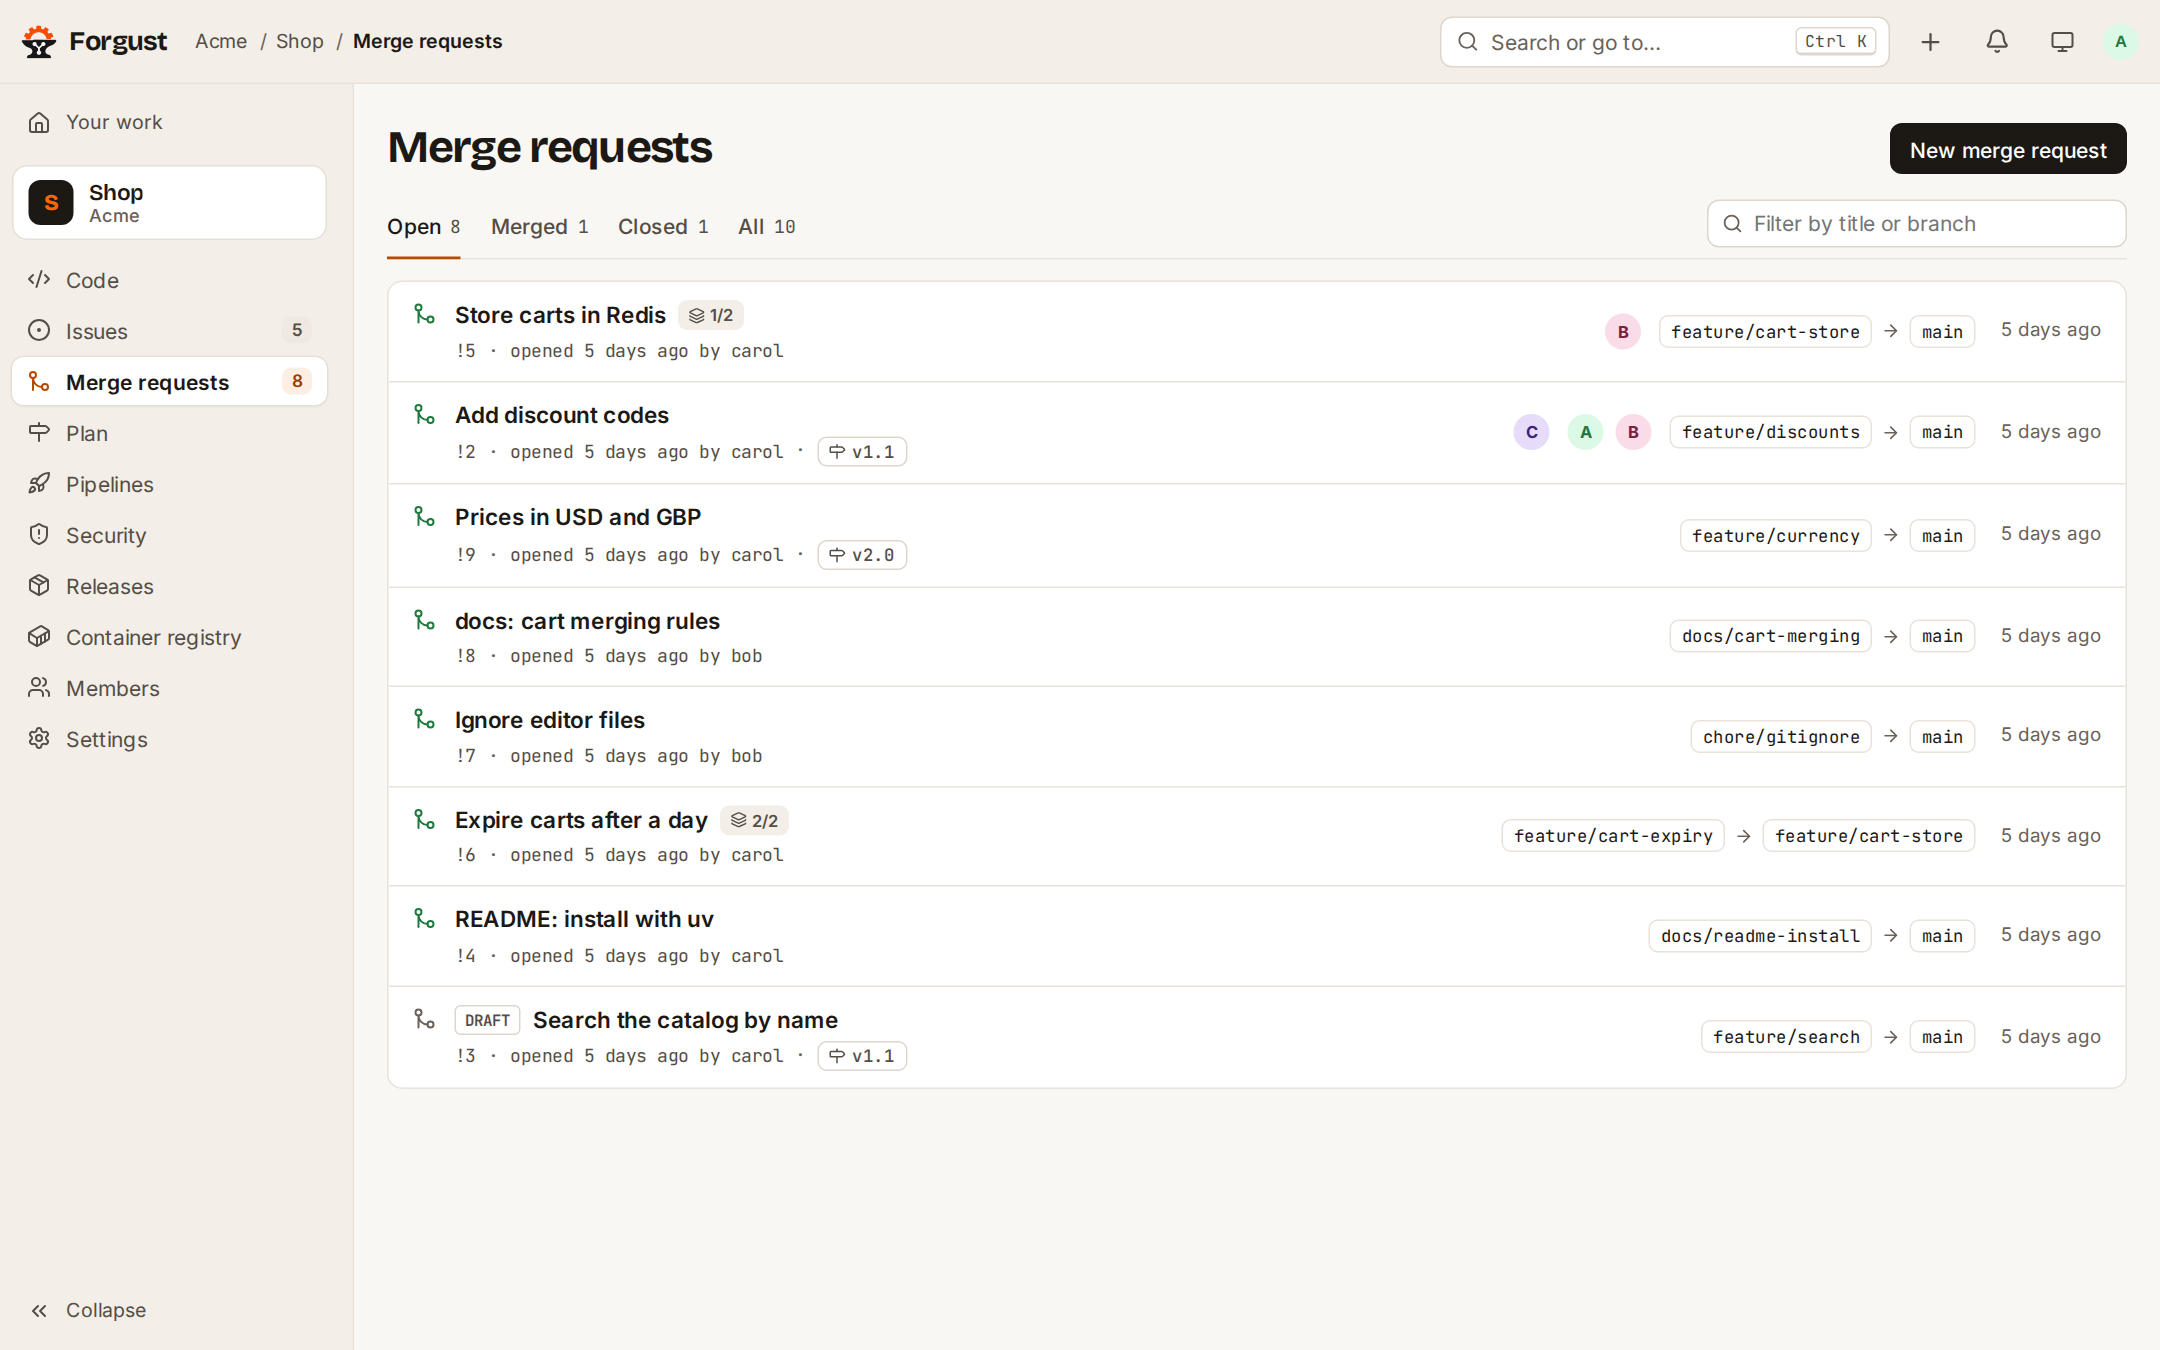 Forgust
Acme / Shop / Merge requests
Search or go to...
Ctrl K
A
Your work
S
Shop
Acme
Code
Issues 5
Merge requests 8
Plan
Pipelines
Security
Releases
Container registry
Members
Settings
Collapse
Merge requests
New merge request
Open 8 Merged 1 Closed 1 All 10
Filter by title or branch
Store carts in Redis 1/2
!5 · opened 5 days ago by carol
B feature/cart-store → main 5 days ago
Add discount codes
!2 · opened 5 days ago by carol · v1.1
C A B feature/discounts → main 5 days ago
Prices in USD and GBP
!9 · opened 5 days ago by carol · v2.0
feature/currency → main 5 days ago
docs: cart merging rules
!8 · opened 5 days ago by bob
docs/cart-merging → main 5 days ago
Ignore editor files
!7 · opened 5 days ago by bob
chore/gitignore → main 5 days ago
Expire carts after a day 2/2
!6 · opened 5 days ago by carol
feature/cart-expiry → feature/cart-store 5 days ago
README: install with uv
!4 · opened 5 days ago by carol
docs/readme-install → main 5 days ago
DRAFT Search the catalog by name
!3 · opened 5 days ago by carol · v1.1
feature/search → main 5 days ago